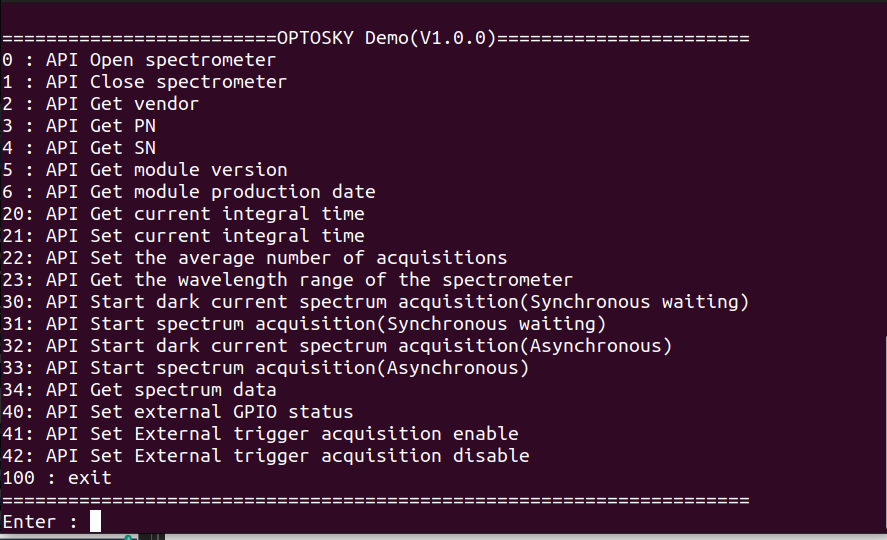 =========================OPTOSKY Demo(V1.0.0)=======================
0 : API Open spectrometer
1 : API Close spectrometer
2 : API Get vendor
3 : API Get PN
4 : API Get SN
5 : API Get module version
6 : API Get module production date
20: API Get current integral time
21: API Set current integral time
22: API Set the average number of acquisitions
23: API Get the wavelength range of the spectrometer
30: API Start dark current spectrum acquisition(Synchronous waiting)
31: API Start spectrum acquisition(Synchronous waiting)
32: API Start dark current spectrum acquisition(Asynchronous)
33: API Start spectrum acquisition(Asynchronous)
34: API Get spectrum data
40: API Set external GPIO status
41: API Set External trigger acquisition enable
42: API Set External trigger acquisition disable
100 : exit
====================================================================
Enter :